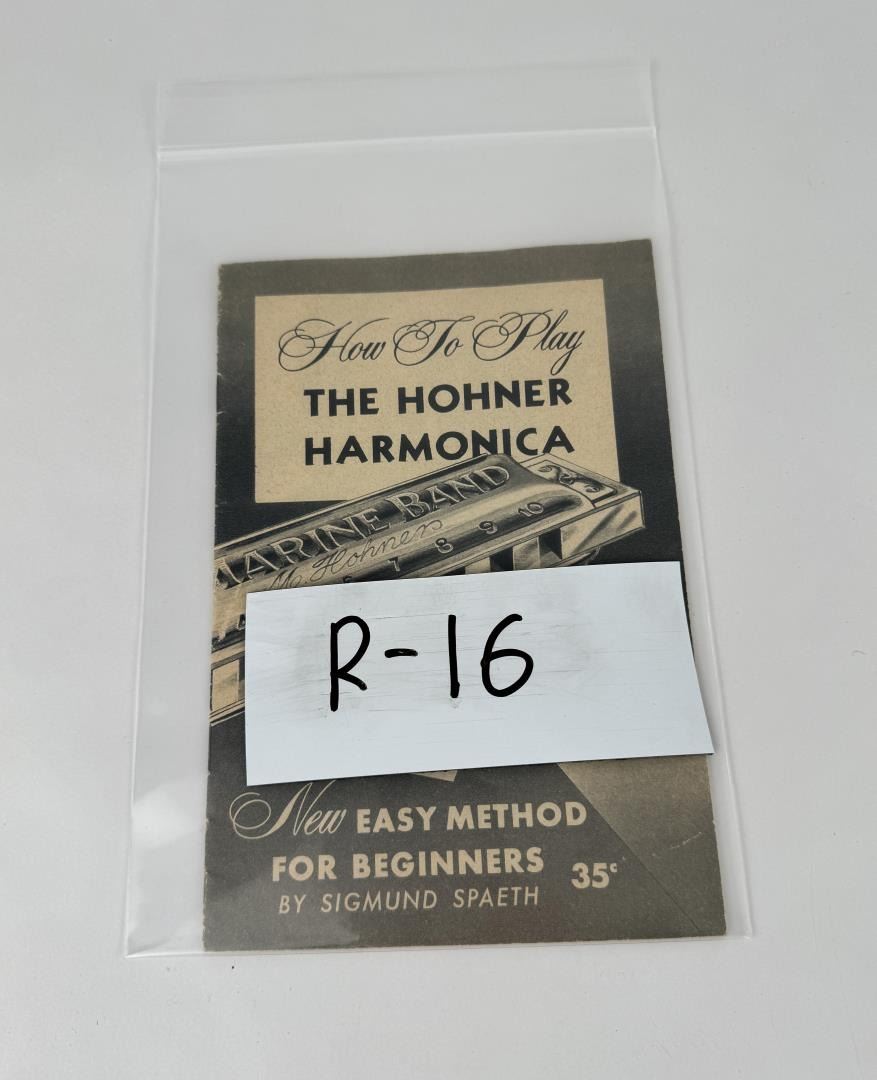 How To Play
THE HOHNER
HARMONICA
MARINE BAND
M. Hohner
7 8 9 10
R-16
New EASY METHOD
FOR BEGINNERS
35¢
BY SIGMUND SPAETH